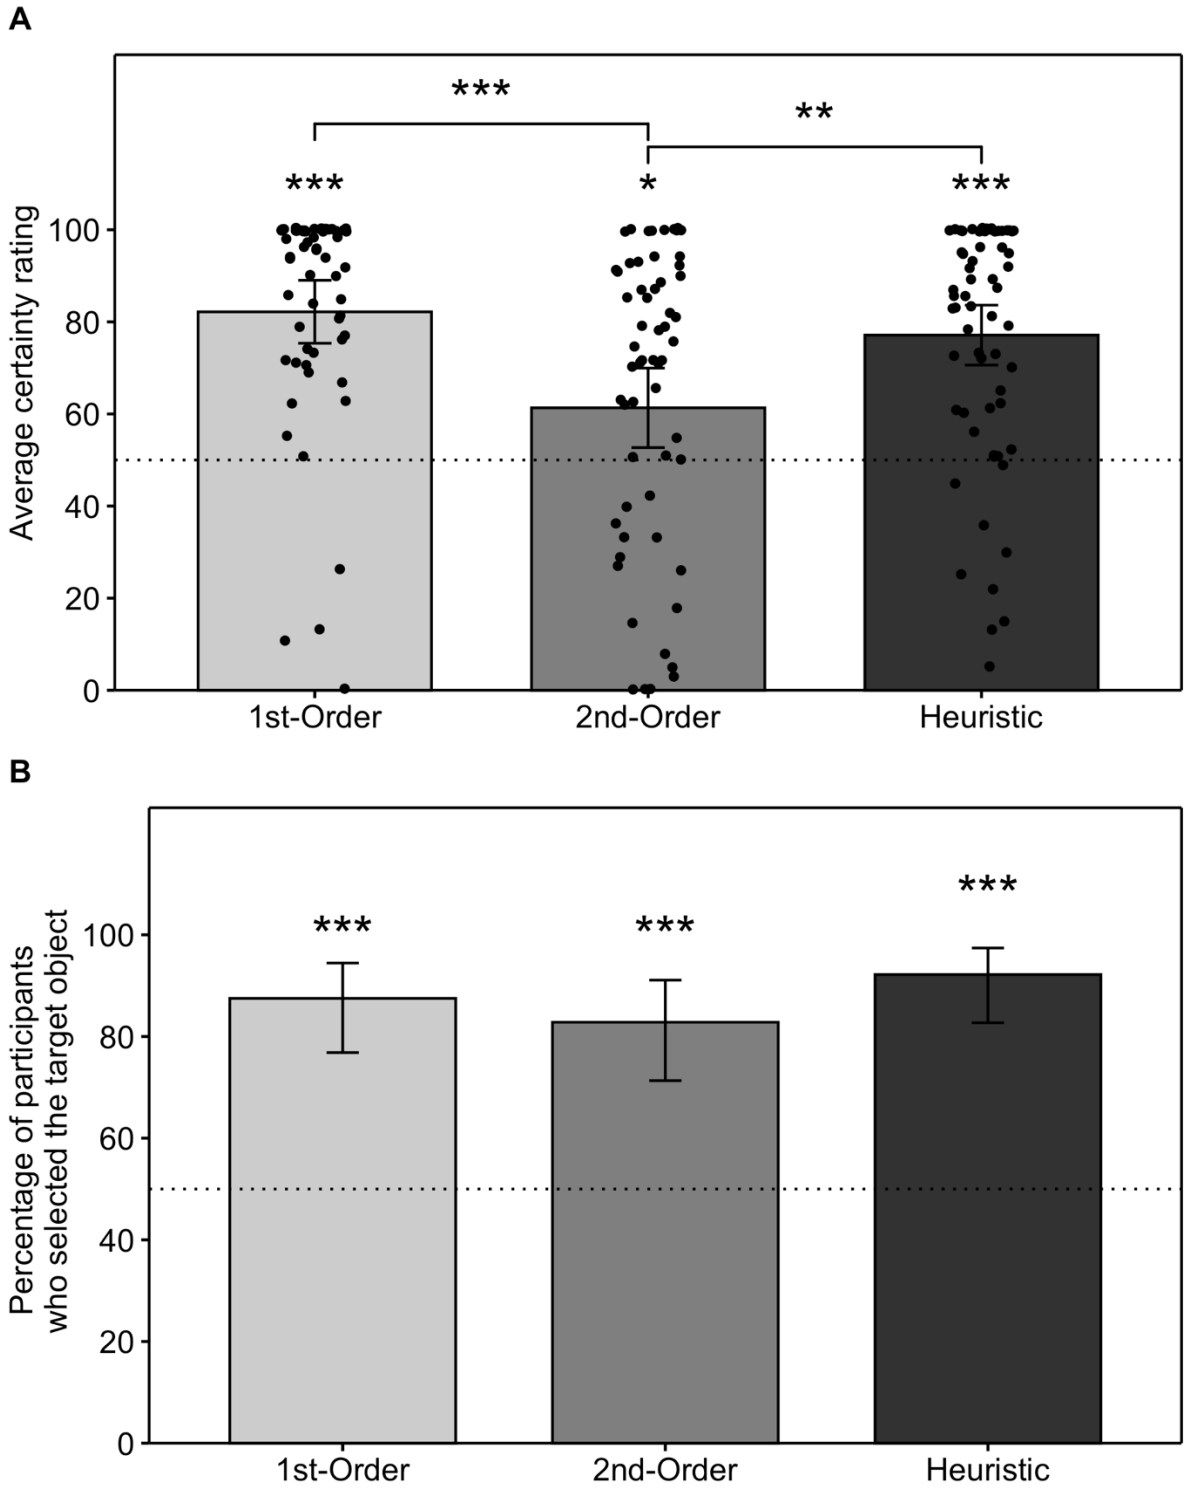 A
***
**
***
*
***
Average certainty rating
100
80
60
40
20
0
1st-Order
2nd-Order
Heuristic
B
***
***
***
Percentage of participants
who selected the target object
100
80
60
40
20
0
1st-Order
2nd-Order
Heuristic